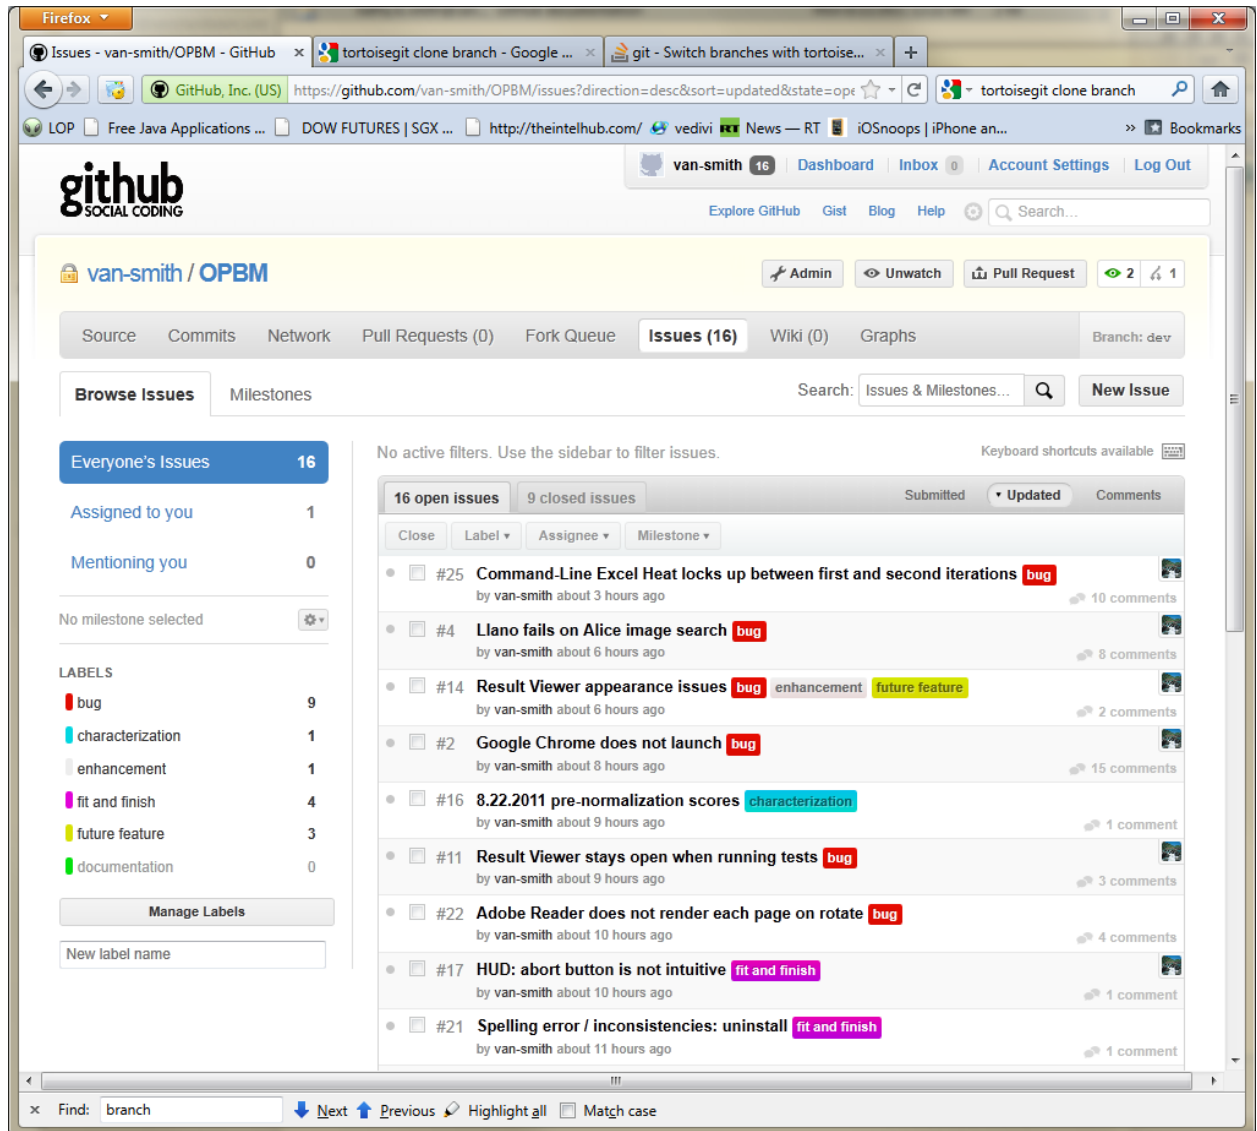 Firefox
Issues - van-smith/OPBM - GitHub
tortoisegit clone branch - Google ...
git - Switch branches with tortoise...
GitHub, Inc. (US)
https://github.com/van-smith/OPBM/issues?direction=desc&sort=updated&state=ope
tortoisegit clone branch
LOP
Free Java Applications ...
DOW FUTURES | SGX ...
http://theintelhub.com/
vedivi
RT
News — RT
iOSnoops | iPhone an...
»
Bookmarks
github
SOCIAL CODING
van-smith 16
Dashboard
Inbox 0
Account Settings
Log Out
Explore GitHub
Gist
Blog
Help
Search...
van-smith / OPBM
Admin
Unwatch
Pull Request
2
1
Source
Commits
Network
Pull Requests (0)
Fork Queue
Issues (16)
Wiki (0)
Graphs
Branch: dev
Browse Issues
Milestones
Search:
Issues & Milestones...
New Issue
Everyone's Issues 16
Assigned to you 1
Mentioning you 0
No milestone selected
LABELS
bug 9
characterization 1
enhancement 1
fit and finish 4
future feature 3
documentation 0
Manage Labels
New label name
No active filters. Use the sidebar to filter issues.
Keyboard shortcuts available
16 open issues
9 closed issues
Submitted
Updated
Comments
Close
Label
Assignee
Milestone
#25 Command-Line Excel Heat locks up between first and second iterations bug
by van-smith about 3 hours ago
10 comments
#4 Llano fails on Alice image search bug
by van-smith about 6 hours ago
8 comments
#14 Result Viewer appearance issues bug enhancement future feature
by van-smith about 6 hours ago
2 comments
#2 Google Chrome does not launch bug
by van-smith about 8 hours ago
15 comments
#16 8.22.2011 pre-normalization scores characterization
by van-smith about 9 hours ago
1 comment
#11 Result Viewer stays open when running tests bug
by van-smith about 9 hours ago
3 comments
#22 Adobe Reader does not render each page on rotate bug
by van-smith about 10 hours ago
4 comments
#17 HUD: abort button is not intuitive fit and finish
by van-smith about 10 hours ago
1 comment
#21 Spelling error / inconsistencies: uninstall fit and finish
by van-smith about 11 hours ago
1 comment
Find: branch
Next
Previous
Highlight all
Match case